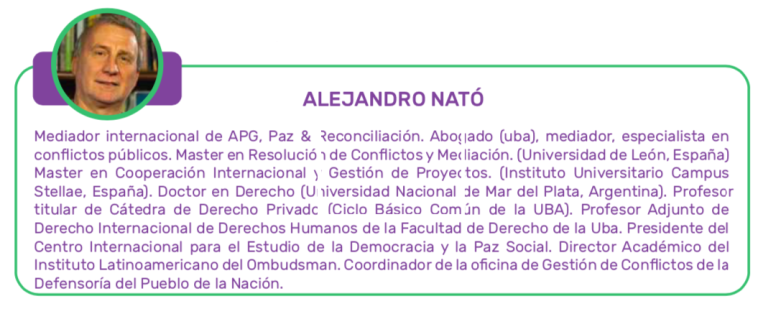 ALEJANDRO NATÓ
Mediador internacional de APG, Paz & Reconciliación. Abogado (uba), mediador, especialista en
conflictos públicos. Master en Resolución de Conflictos y Mediación. (Universidad de León, España)
Master en Cooperación Internacional y Gestión de Proyectos. (Instituto Universitario Campus
Stellae, España). Doctor en Derecho (Universidad Nacional de Mar del Plata, Argentina). Profesor
titular de Cátedra de Derecho Privado (Ciclo Básico Común de la UBA). Profesor Adjunto de
Derecho Internacional de Derechos Humanos de la Facultad de Derecho de la Uba. Presidente del
Centro Internacional para el Estudio de la Democracia y la Paz Social. Director Académico del
Instituto Latinoamericano del Ombudsman. Coordinador de la oficina de Gestión de Conflictos de la
Defensoría del Pueblo de la Nación.